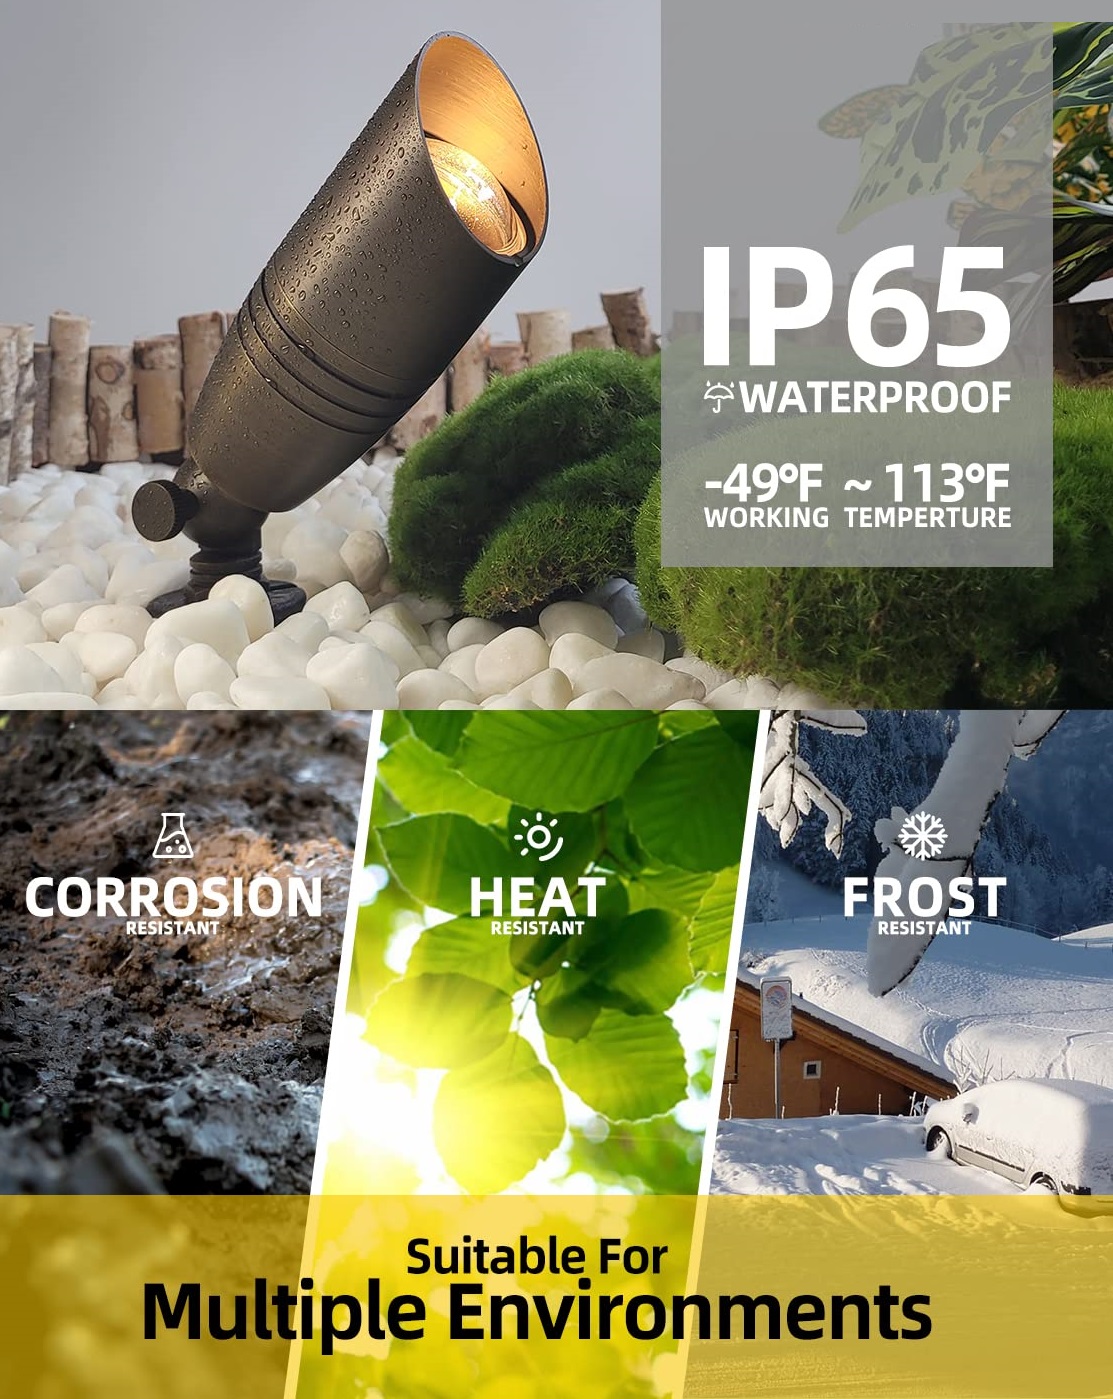 IP65
WATERPROOF
-49°F ~ 113°F
WORKING TEMPERTURE
CORROSION
RESISTANT
HEAT
RESISTANT
FROST
RESISTANT
Suitable For
Multiple Environments